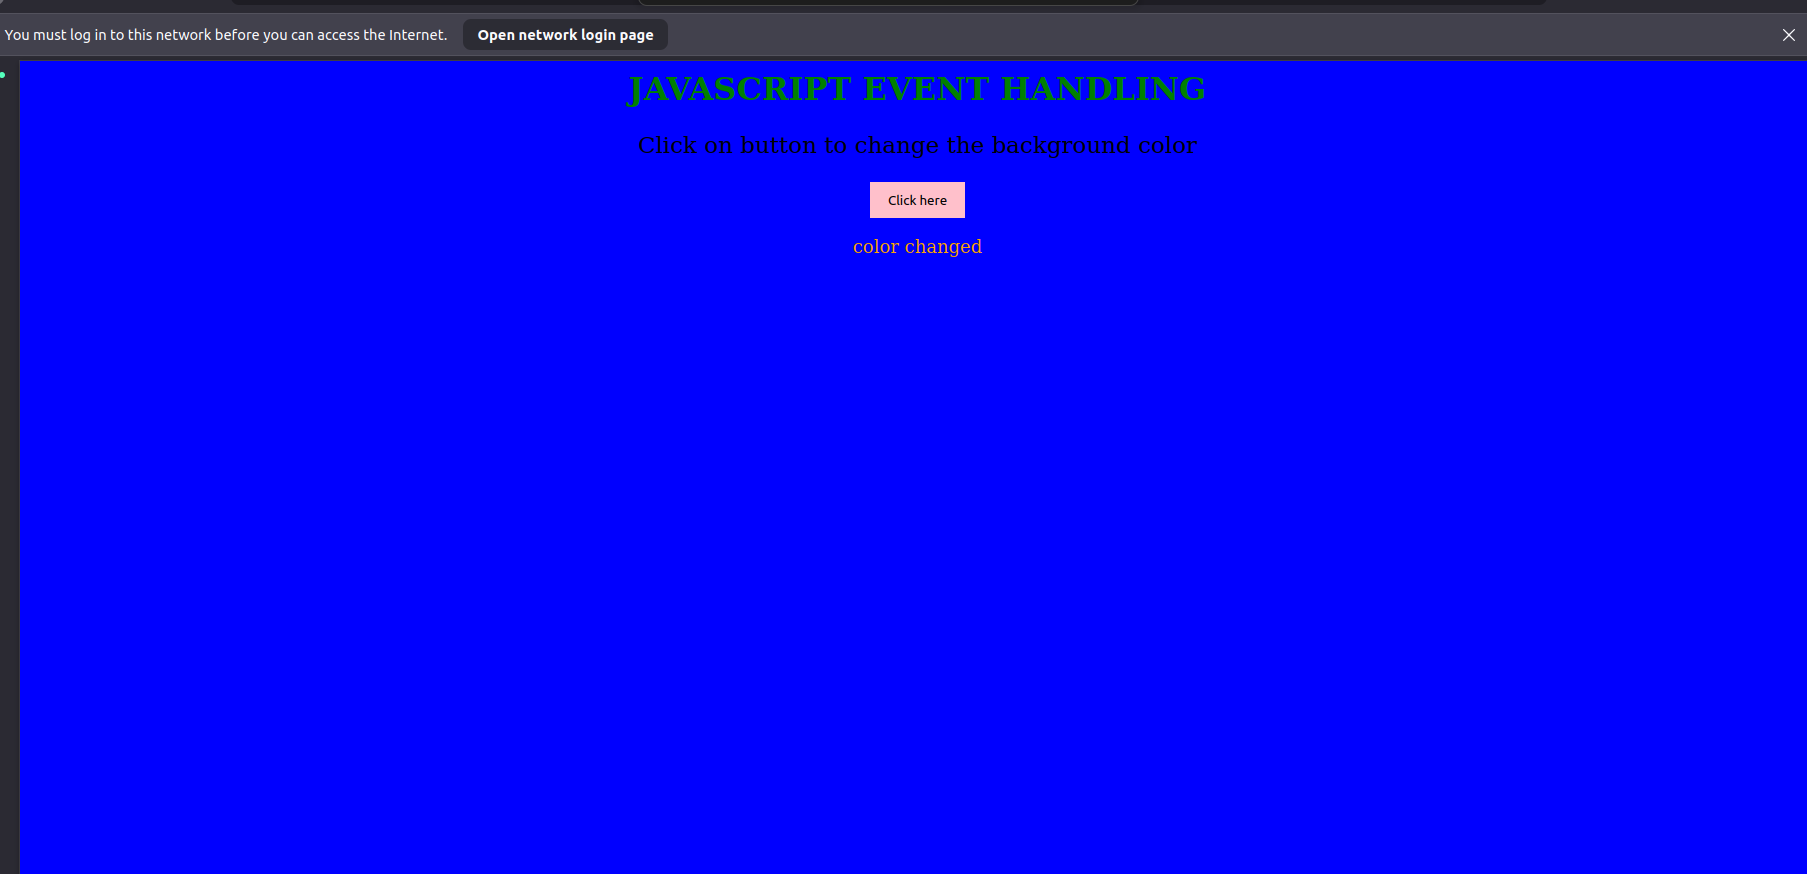 You must log in to this network before you can access the Internet. Open network login page
JAVASCRIPT EVENT HANDLING
Click on button to change the background color
Click here
color changed